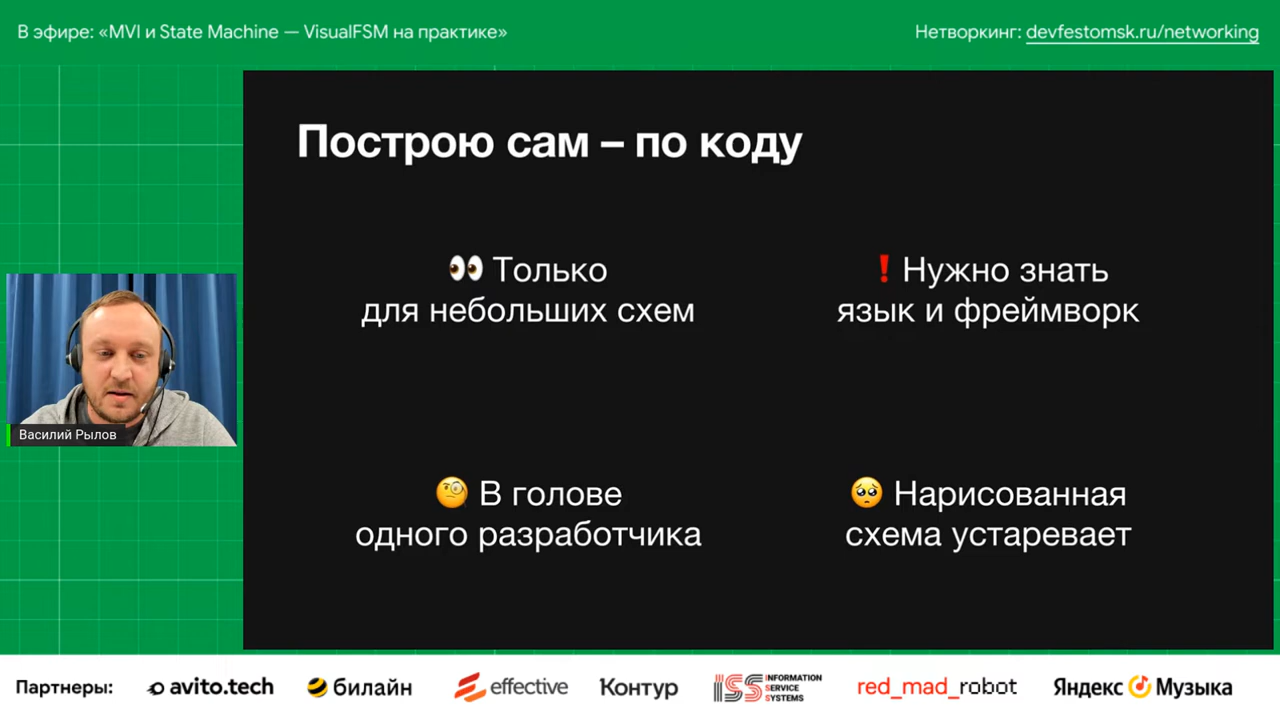 В эфире: «MVI и State Machine — VisualFSM на практике»
Нетворкинг: devfestomsk.ru/networking
Построю сам – по коду
👀 Только
для небольших схем
❗ Нужно знать
язык и фреймворк
🧐 В голове
одного разработчика
🥺 Нарисованная
схема устаревает
Василий Рылов
Партнеры:
avito.tech
билайн
effective
Контур
ISS INFORMATION
SERVICE
SYSTEMS
red_mad_robot
Яндекс Музыка